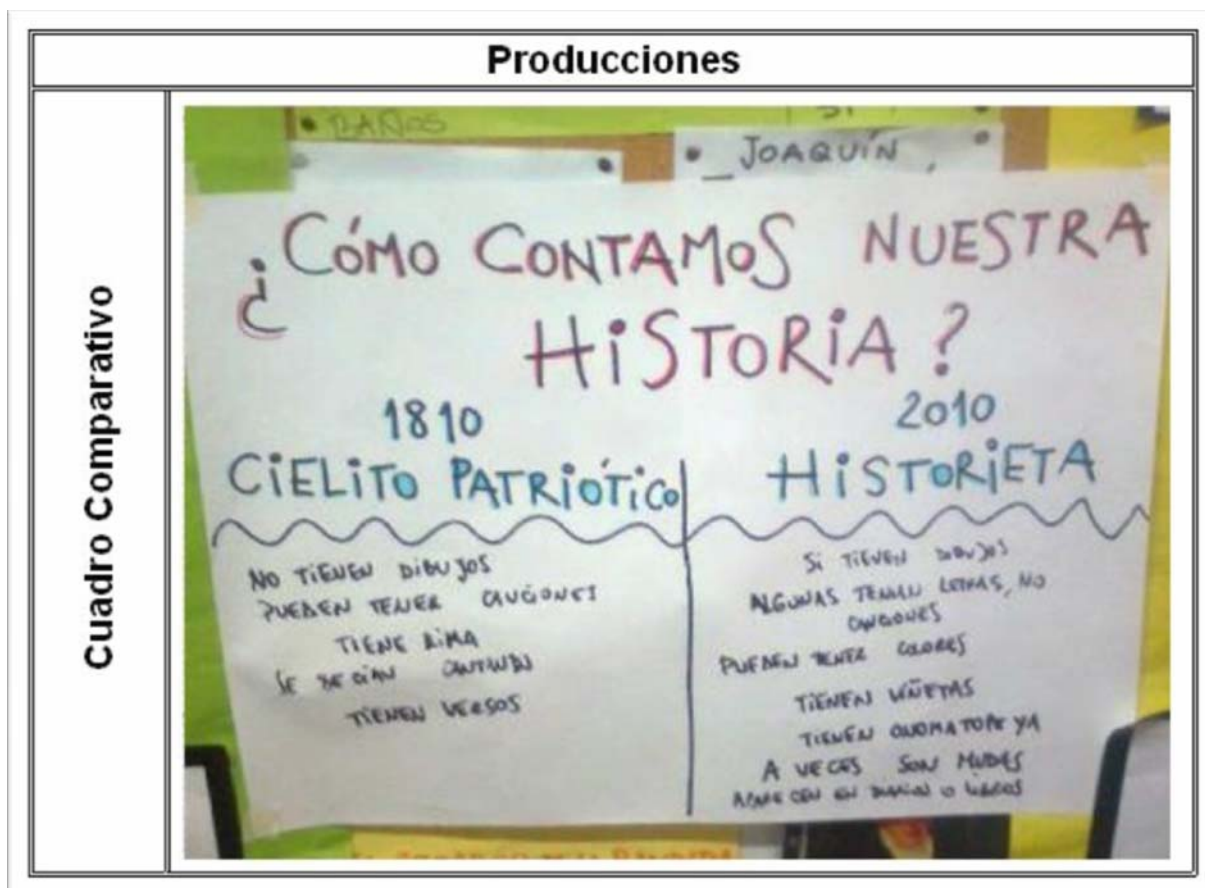 Producciones
Cuadro Comparativo
BAÑOS
JOAQUÍN
¿CÓMO CONTAMOS NUESTRA
HISTORIA?
1810
CIELITO PATRIÓTICO
NO TIENEN DIBUJOS
PUEDEN TENER CANCIONES
TIENE RIMA
SE DECÍAN CANTANDO
TIENEN VERSOS
2010
HISTORIETA
SI TIENEN DIBUJOS
ALGUNAS TENIAN LETRAS, NO
CANCIONES
PUEDEN TENER COLORES
TIENEN VIÑETAS
TIENEN ONOMATOPEYA
A VECES SON MUDAS
APARECEN EN DIARIOS O LIBROS